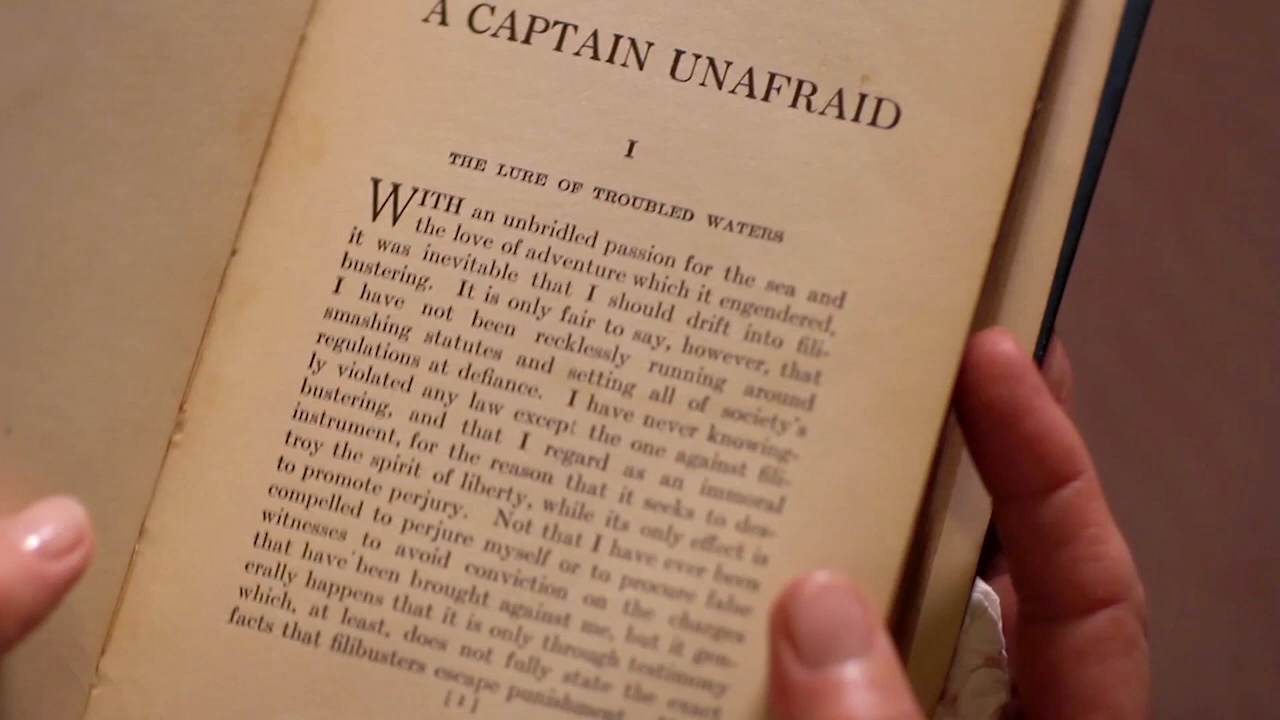 A CAPTAIN UNAFRAID
I
THE LURE OF TROUBLED WATERS
WITH an unbridled passion for the sea and
the love of adventure which it engendered,
it was inevitable that I should drift into fili-
bustering. It is only fair to say, however, that
I have not been recklessly running around
smashing statutes and setting all of society's
regulations at defiance. I have never knowing-
ly violated any law except the one against fili-
bustering, and that I regard as an immoral
instrument, for the reason that it seeks to des-
troy the spirit of liberty, while its only effect is
to promote perjury. Not that I have ever been
compelled to perjure myself or to procure false
witnesses to avoid conviction on the charges
that have been brought against me, but it gen-
erally happens that it is only through testimony
which, at least, does not fully state the exact
facts that filibusters escape punishment.
[1]